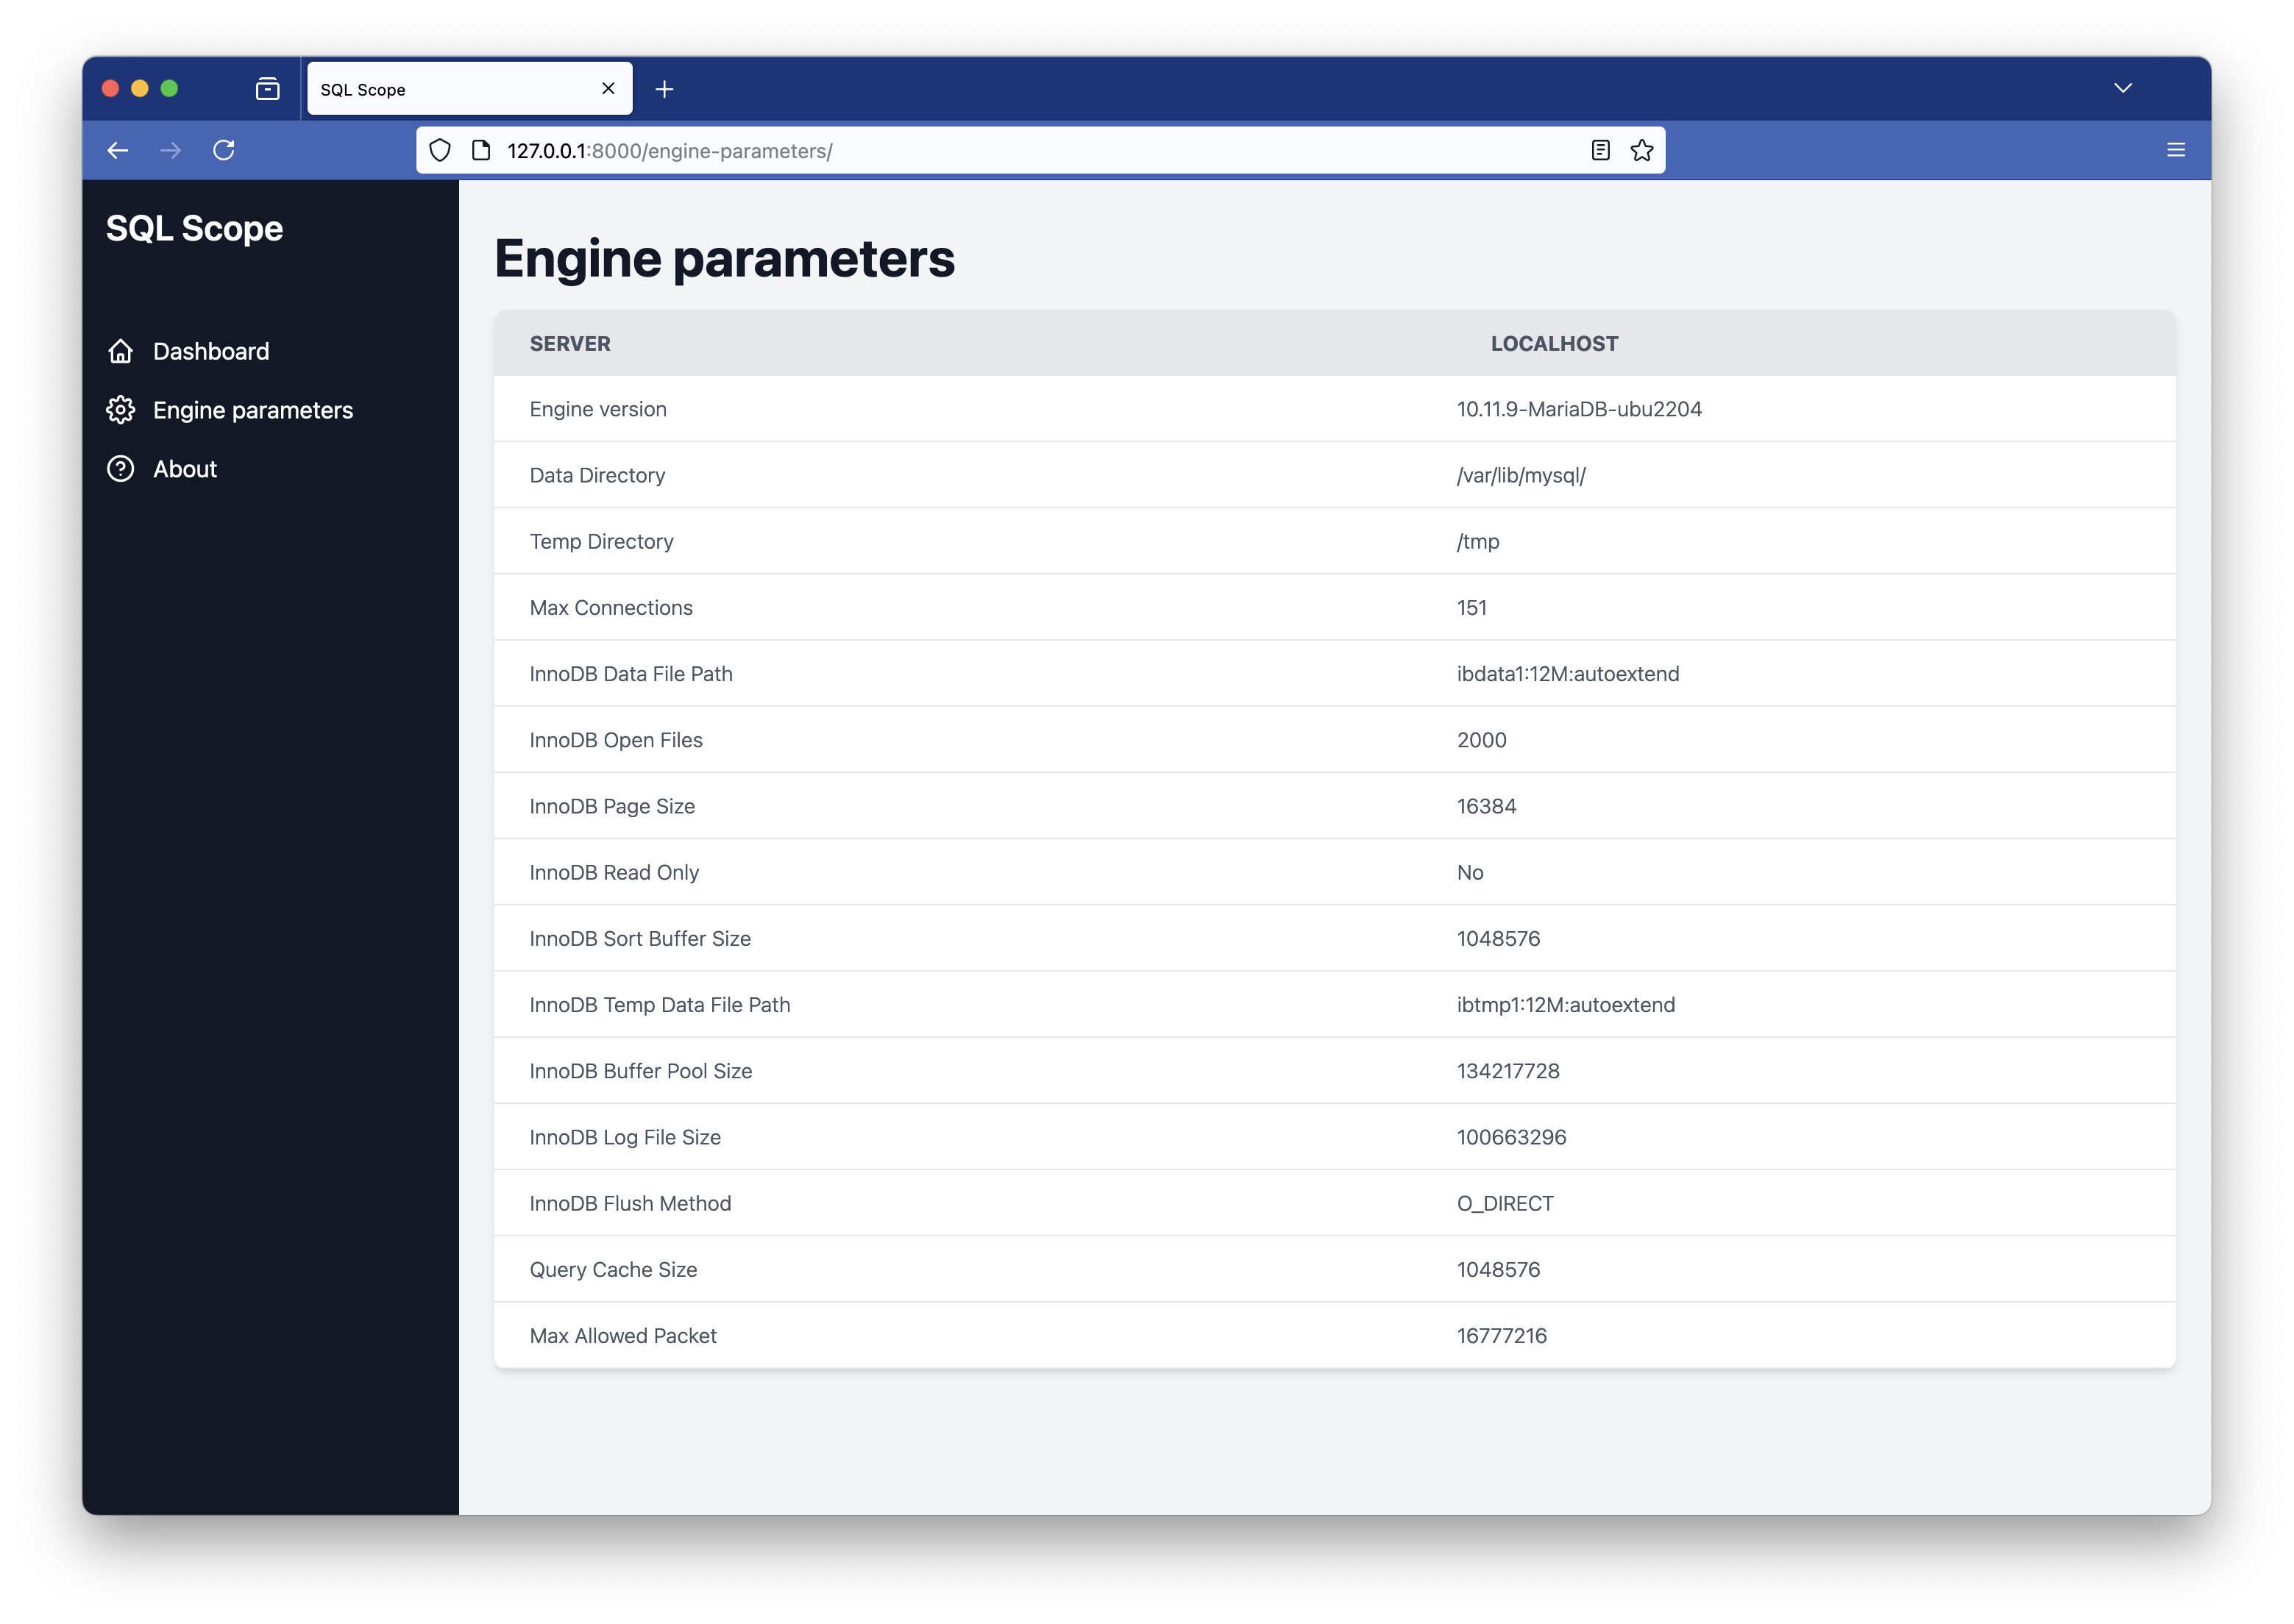 SQL Scope
127.0.0.1:8000/engine-parameters/
SQL Scope
Dashboard
Engine parameters
About
Engine parameters
SERVER LOCALHOST
Engine version 10.11.9-MariaDB-ubu2204
Data Directory /var/lib/mysql/
Temp Directory /tmp
Max Connections 151
InnoDB Data File Path ibdata1:12M:autoextend
InnoDB Open Files 2000
InnoDB Page Size 16384
InnoDB Read Only No
InnoDB Sort Buffer Size 1048576
InnoDB Temp Data File Path ibtmp1:12M:autoextend
InnoDB Buffer Pool Size 134217728
InnoDB Log File Size 100663296
InnoDB Flush Method O_DIRECT
Query Cache Size 1048576
Max Allowed Packet 16777216